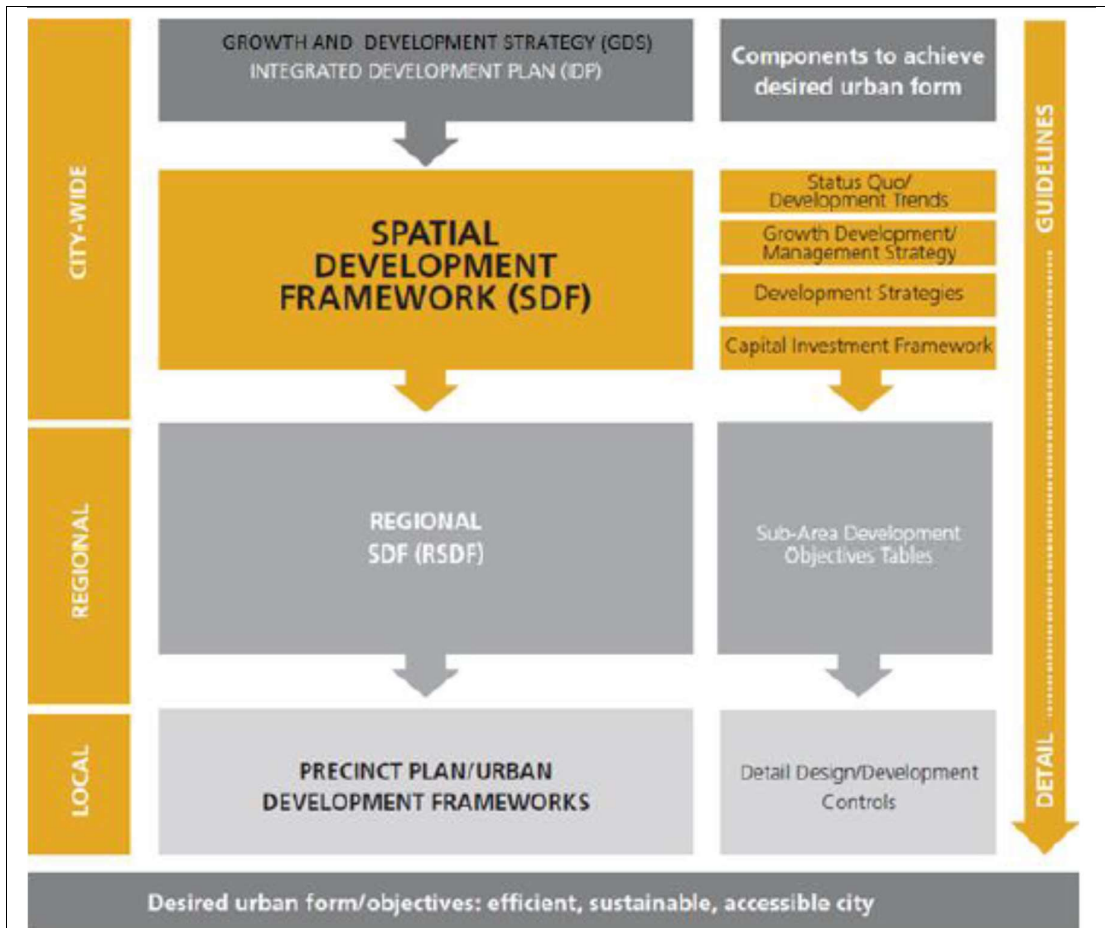 GROWTH AND DEVELOPMENT STRATEGY (GDS)
INTEGRATED DEVELOPMENT PLAN (IDP)
Components to achieve
desired urban form
CITY-WIDE
SPATIAL
DEVELOPMENT
FRAMEWORK (SDF)
Status Quo/
Development Trends
Growth Development/
Management Strategy
Development Strategies
Capital Investment Framework
GUIDELINES
REGIONAL
REGIONAL
SDF (RSDF)
Sub-Area Development
Objectives Tables
LOCAL
PRECINCT PLAN/URBAN
DEVELOPMENT FRAMEWORKS
Detail Design/Development
Controls
DETAIL
Desired urban form/objectives: efficient, sustainable, accessible city